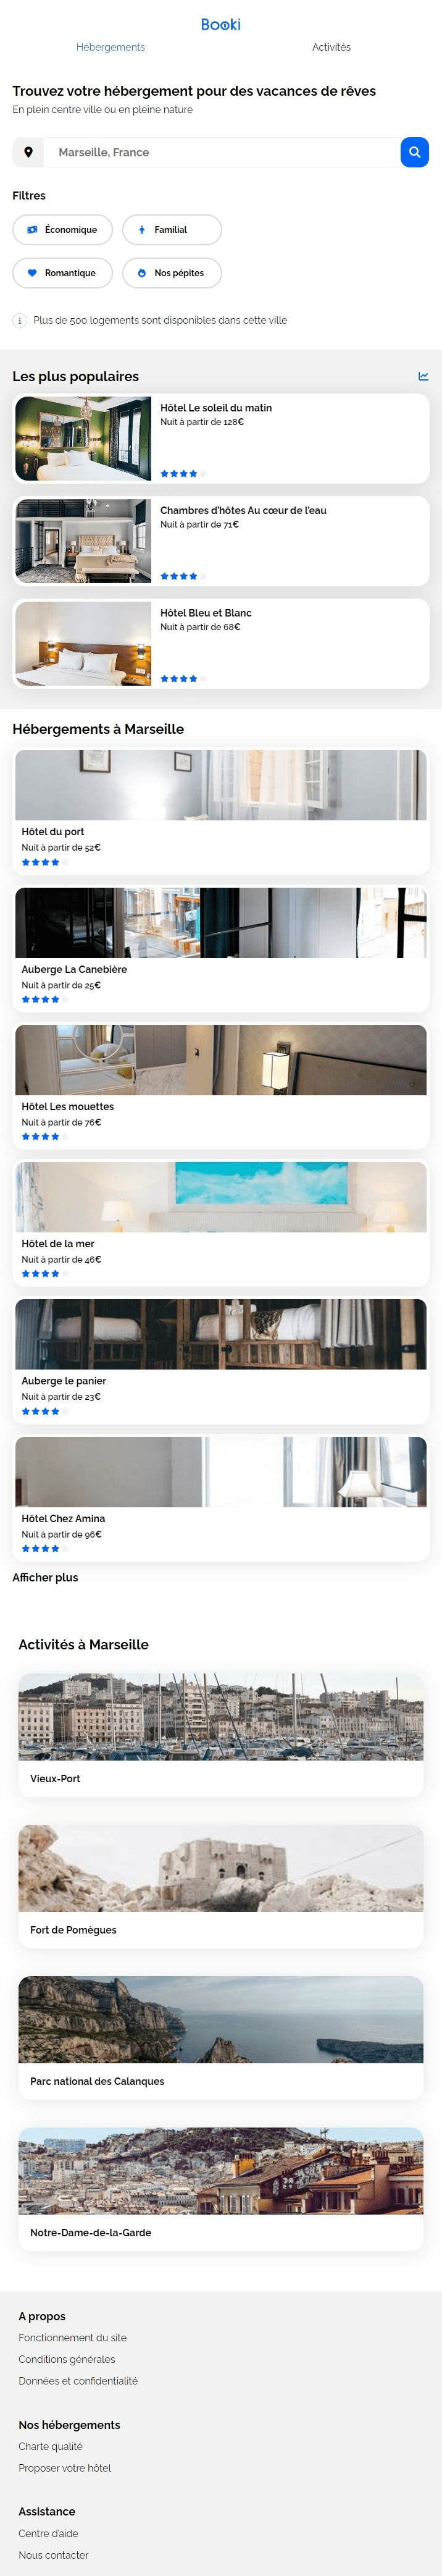 Booki
Hébergements
Activités
Trouvez votre hébergement pour des vacances de rêves
En plein centre ville ou en pleine nature
Marseille, France
Filtres
Économique
Familial
Romantique
Nos pépites
Plus de 500 logements sont disponibles dans cette ville
Les plus populaires
Hôtel Le soleil du matin
Nuit à partir de 128€
Chambres d'hôtes Au cœur de l'eau
Nuit à partir de 71€
Hôtel Bleu et Blanc
Nuit à partir de 68€
Hébergements à Marseille
Hôtel du port
Nuit à partir de 52€
Auberge La Canebière
Nuit à partir de 25€
Hôtel Les mouettes
Nuit à partir de 76€
Hôtel de la mer
Nuit à partir de 46€
Auberge le panier
Nuit à partir de 23€
Hôtel Chez Amina
Nuit à partir de 96€
Afficher plus
Activités à Marseille
Vieux-Port
Fort de Pomègues
Parc national des Calanques
Notre-Dame-de-la-Garde
A propos
Fonctionnement du site
Conditions générales
Données et confidentialité
Nos hébergements
Charte qualité
Proposer votre hôtel
Assistance
Centre d'aide
Nous contacter